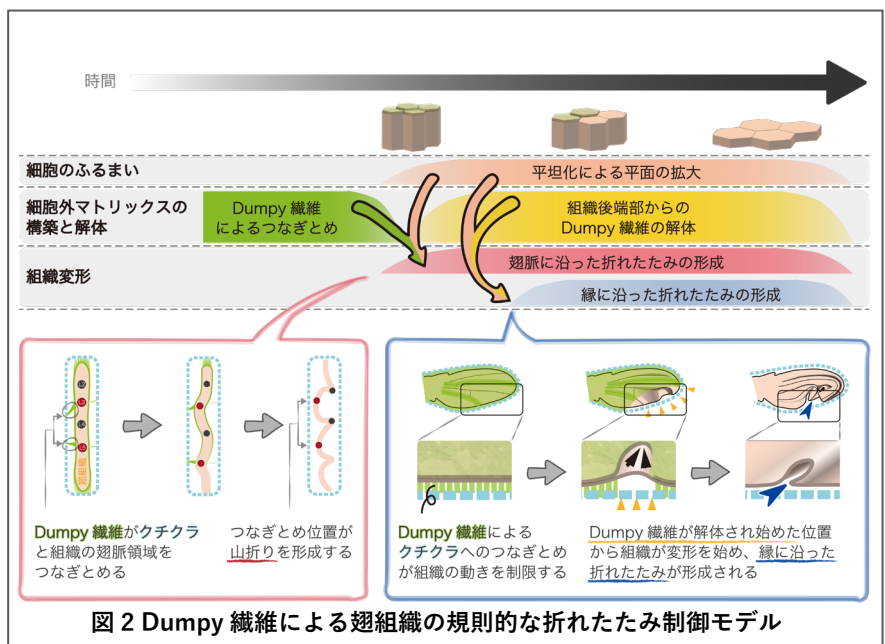 時間
細胞のふるまい
平坦化による平面の拡大
細胞外マトリックスの
構築と解体
Dumpy 繊維
によるつなぎとめ
組織後端部からの
Dumpy 繊維の解体
組織変形
翅脈に沿った折れたたみの形成
縁に沿った折れたたみの形成
翅組織
Dumpy 繊維がクチクラ
と組織の翅脈領域を
つなぎとめる
つなぎとめ位置が
山折りを形成する
Dumpy 繊維による
クチクラへのつなぎとめ
が組織の動きを制限する
Dumpy 繊維が解体され始めた位置
から組織が変形を始め、縁に沿った
折れたたみが形成される
図 2 Dumpy 繊維による翅組織の規則的な折れたたみ制御モデル